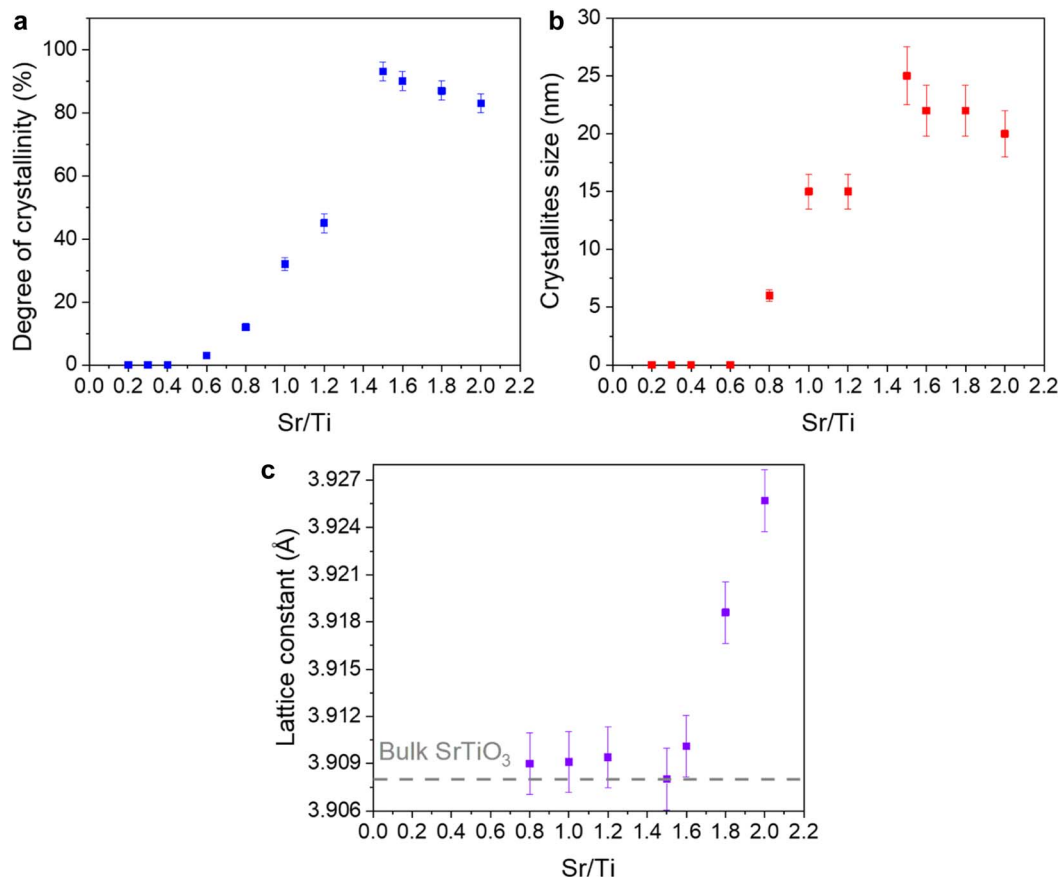 a
Degree of crystallinity (%)
100
80
60
40
20
0
0.0 0.2 0.4 0.6 0.8 1.0 1.2 1.4 1.6 1.8 2.0 2.2
Sr/Ti
b
Crystallites size (nm)
30
25
20
15
10
5
0
0.0 0.2 0.4 0.6 0.8 1.0 1.2 1.4 1.6 1.8 2.0 2.2
Sr/Ti
c
Lattice constant (Å)
3.927
3.924
3.921
3.918
3.915
3.912
3.909
3.906
Bulk SrTiO₃
0.0 0.2 0.4 0.6 0.8 1.0 1.2 1.4 1.6 1.8 2.0 2.2
Sr/Ti